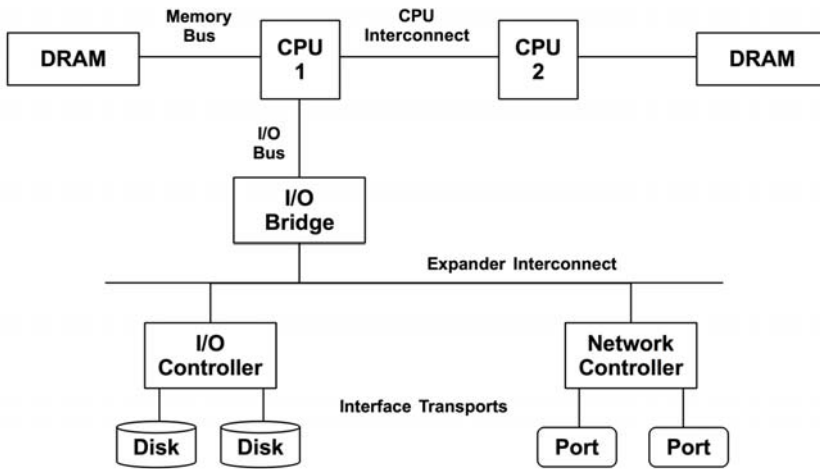 Memory
Bus
CPU
Interconnect
DRAM
CPU
1
CPU
2
DRAM
I/O
Bus
I/O
Bridge
Expander Interconnect
I/O
Controller
Network
Controller
Interface Transports
Disk
Disk
Port
Port